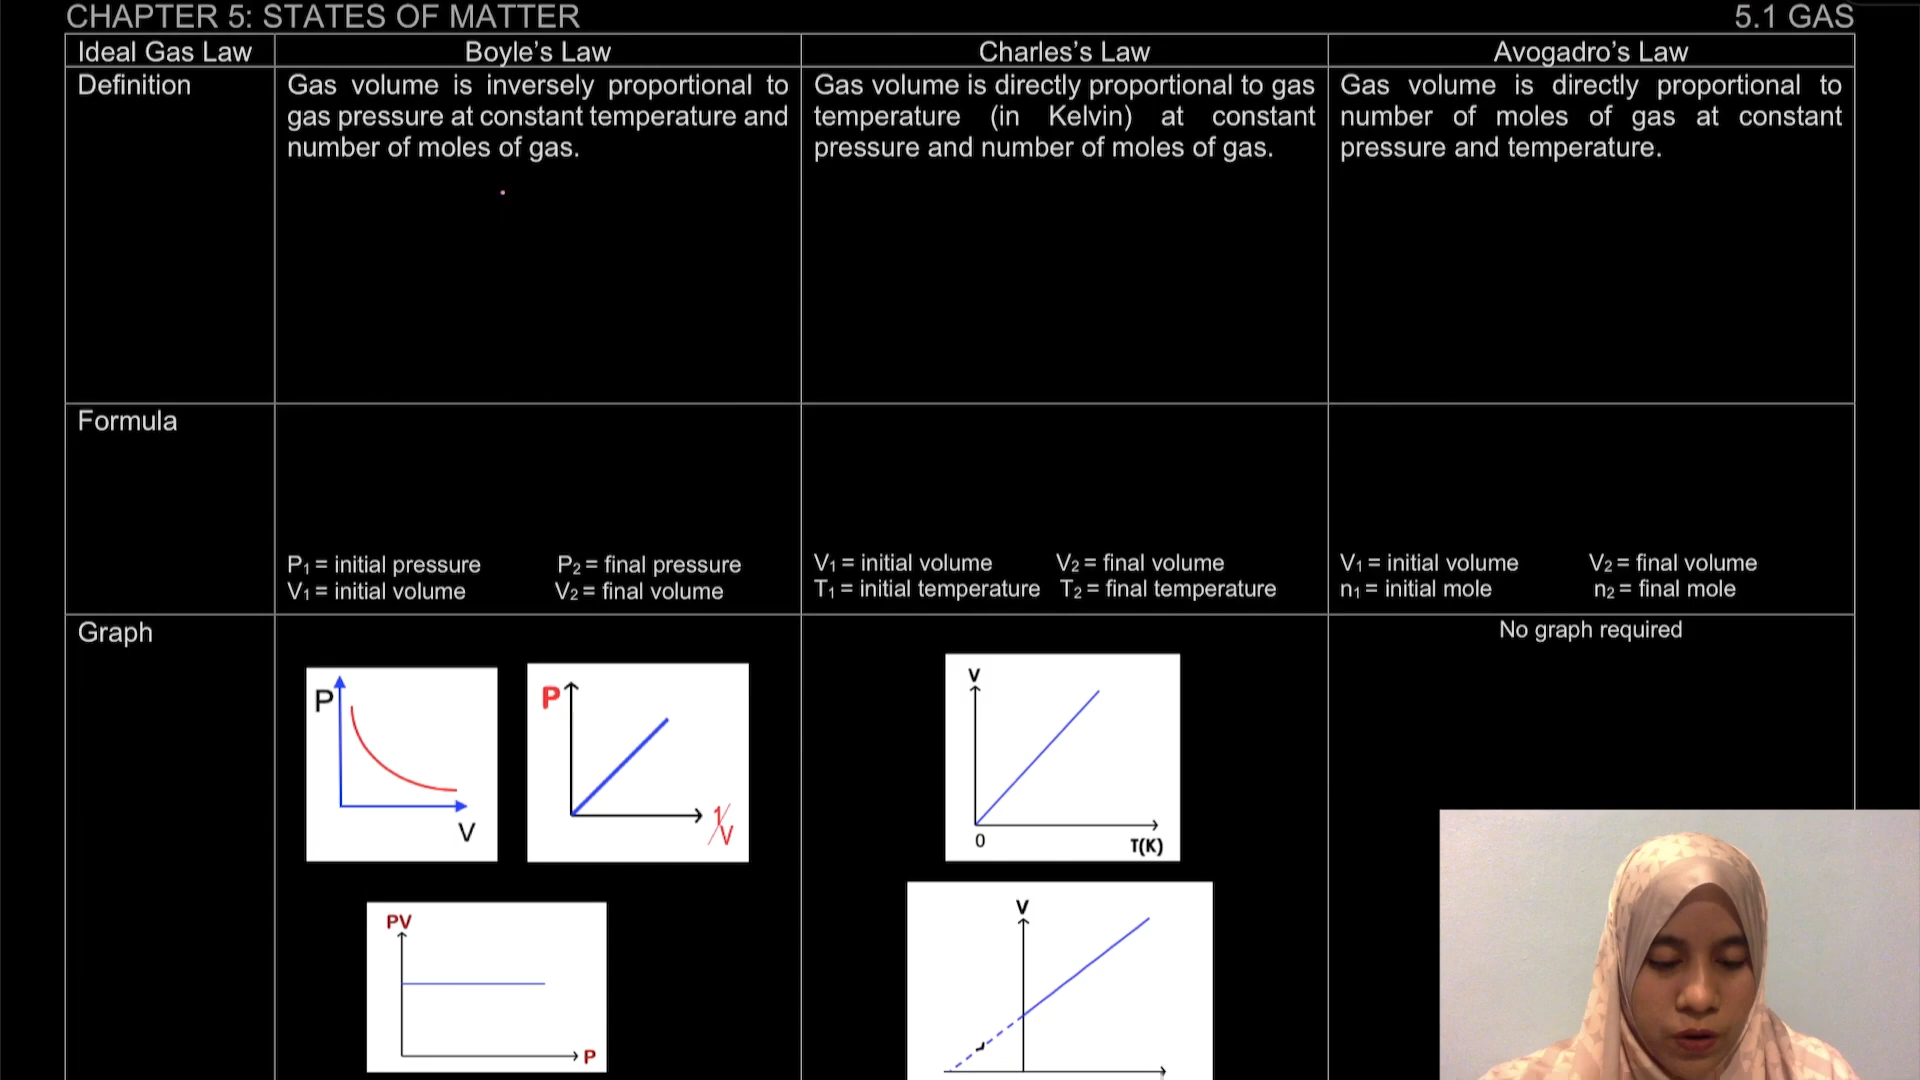 CHAPTER 5: STATES OF MATTER
5.1 GAS
Ideal Gas Law
Boyle’s Law
Charles’s Law
Avogadro’s Law
Definition
Gas volume is inversely proportional to
gas pressure at constant temperature and
number of moles of gas.
Gas volume is directly proportional to gas
temperature (in Kelvin) at constant
pressure and number of moles of gas.
Gas volume is directly proportional to
number of moles of gas at constant
pressure and temperature.
Formula
P1 = initial pressure P2 = final pressure
V1 = initial volume V2 = final volume
V1 = initial volume V2 = final volume
T1 = initial temperature T2 = final temperature
V1 = initial volume V2 = final volume
n1 = initial mole n2 = final mole
Graph
P
V
P
1/V
PV
P
V
0
T(K)
V
No graph required